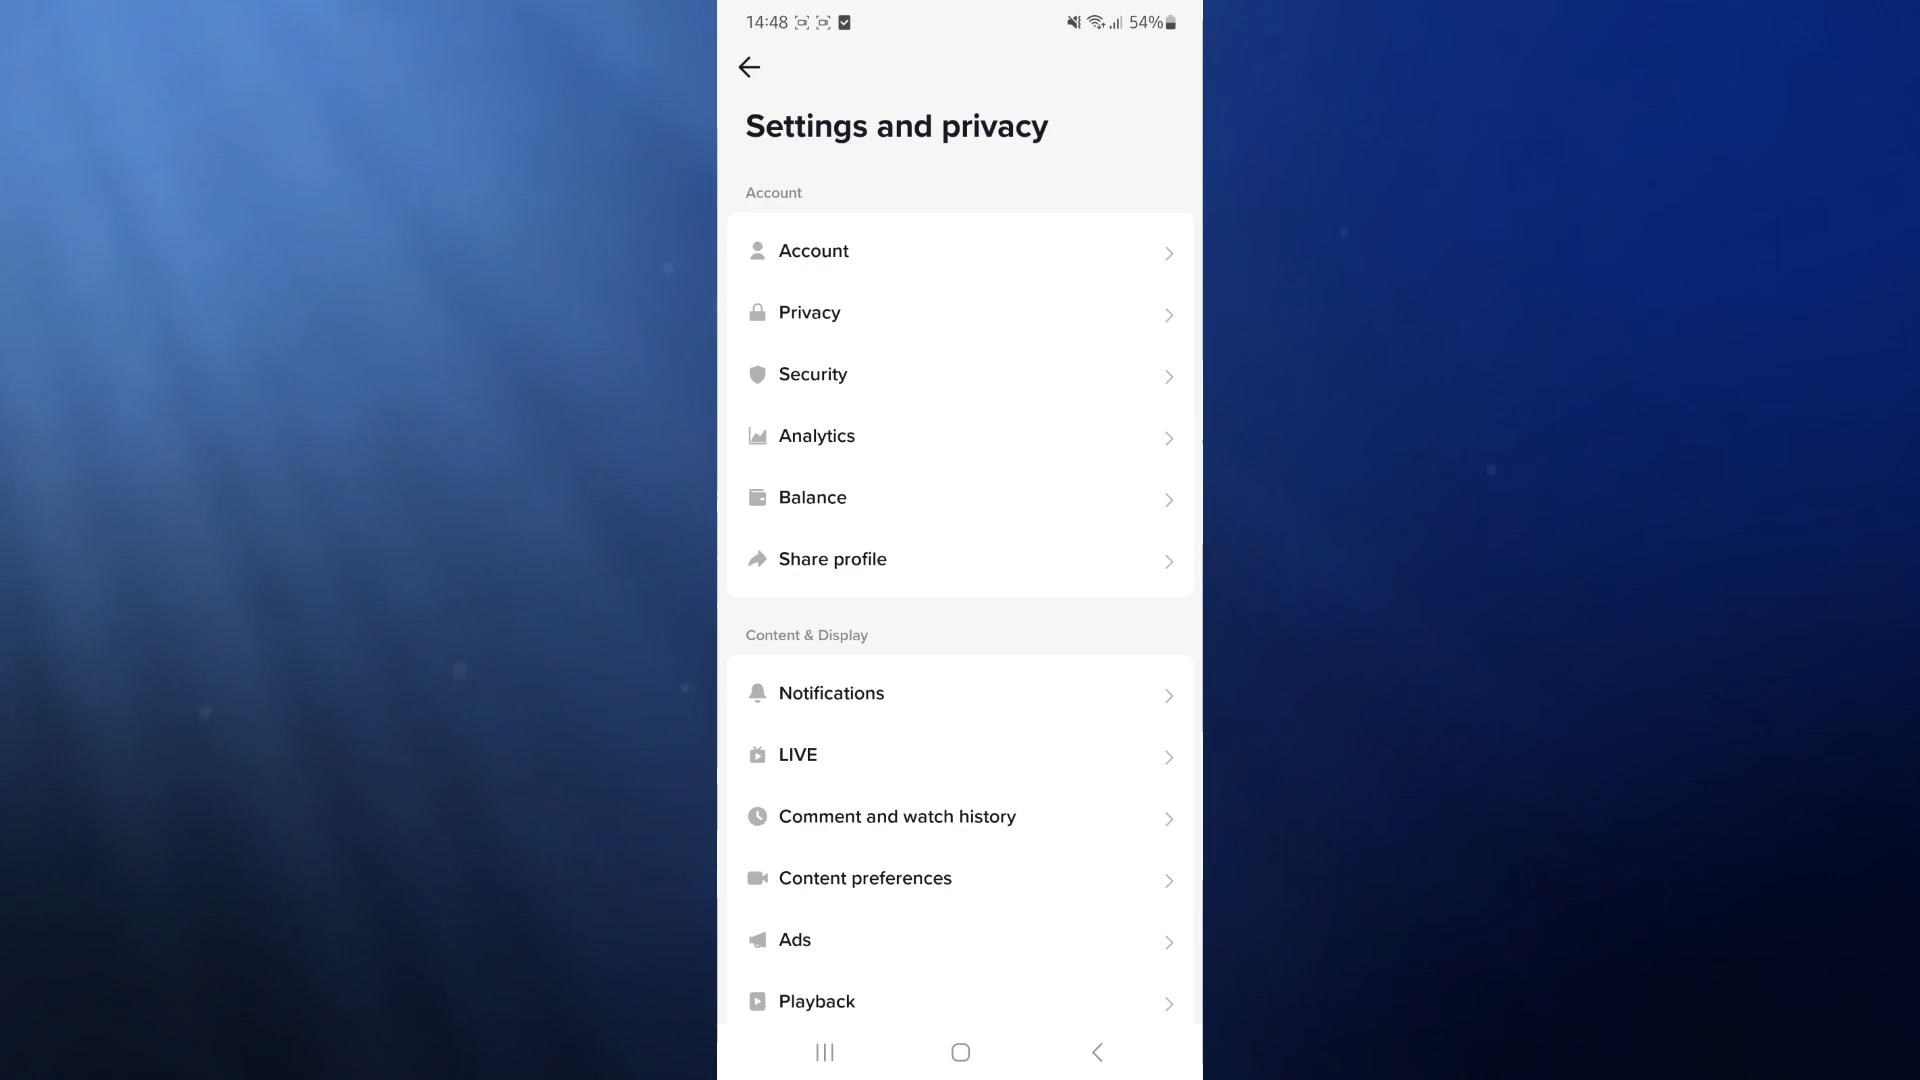 14:48 54%
Settings and privacy
Account
Account
Privacy
Security
Analytics
Balance
Share profile
Content & Display
Notifications
LIVE
Comment and watch history
Content preferences
Ads
Playback